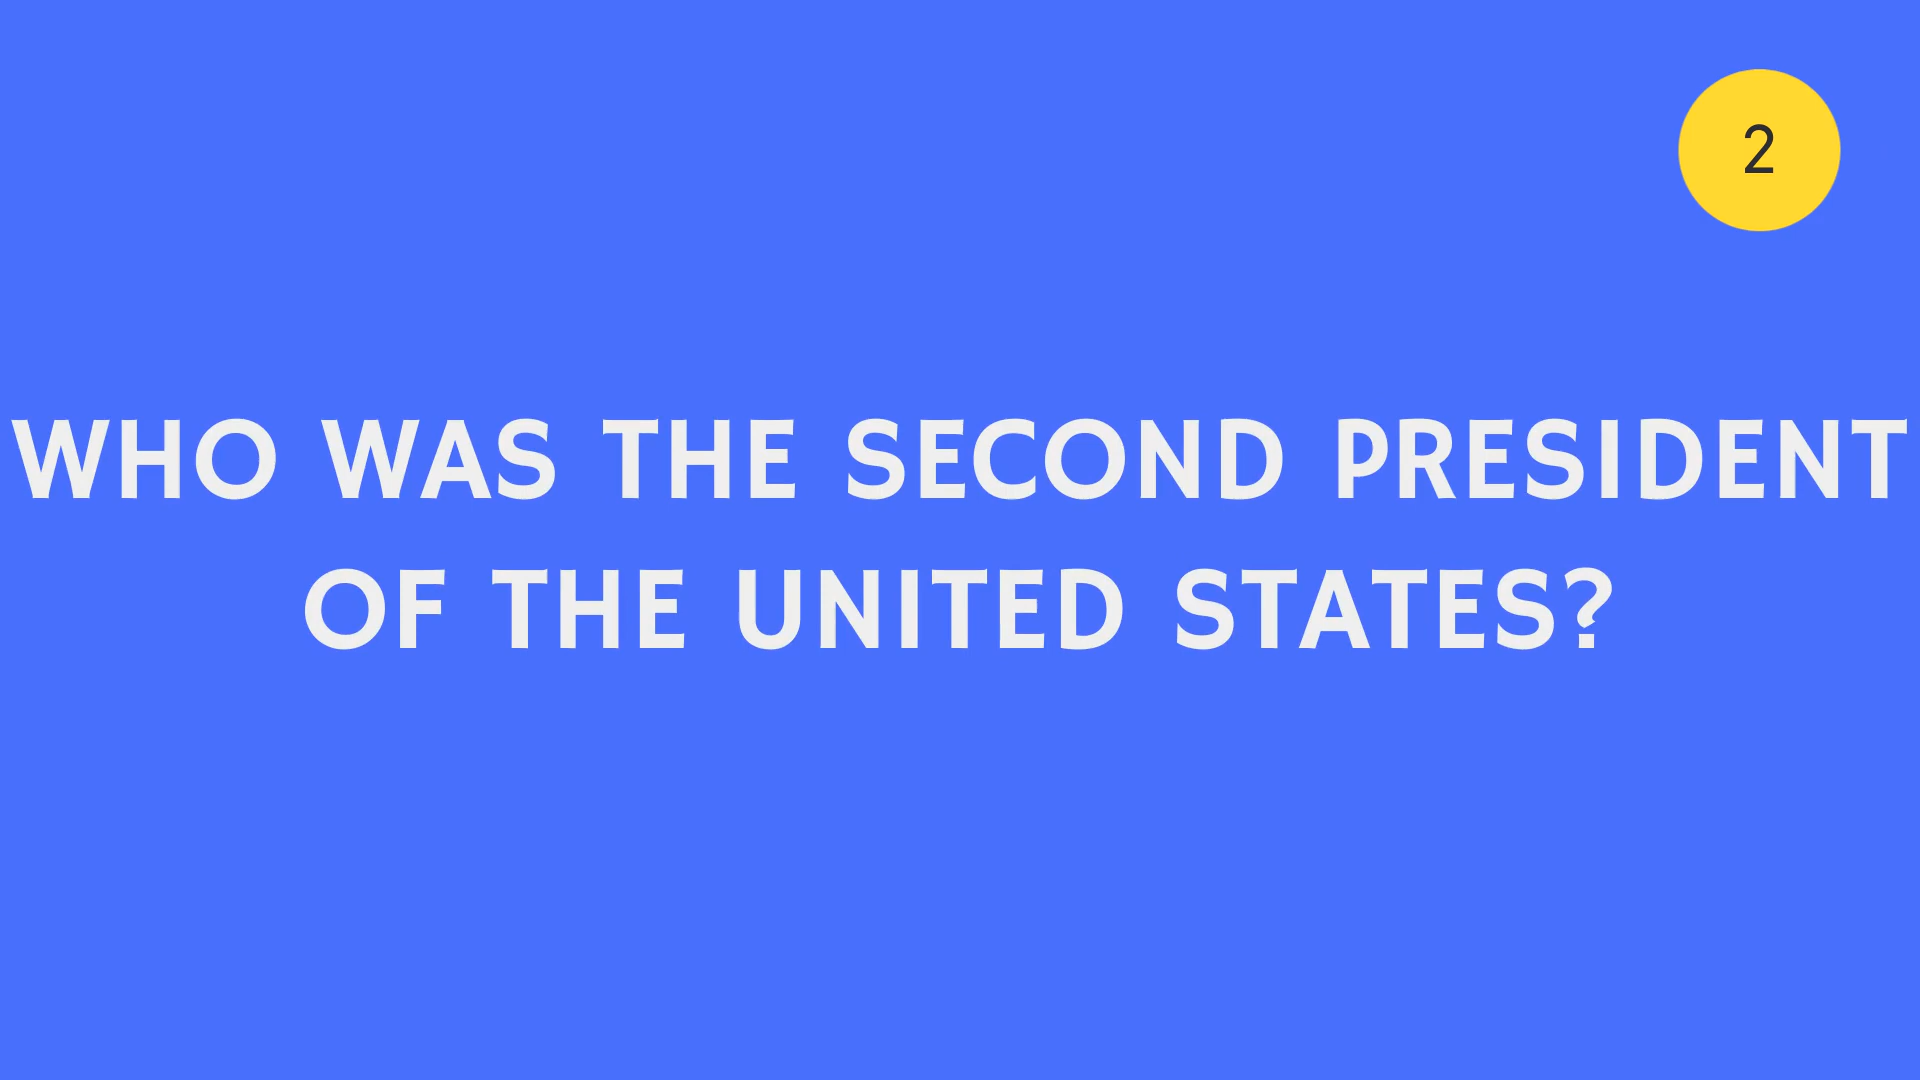 2
WHO WAS THE SECOND PRESIDENT
OF THE UNITED STATES?